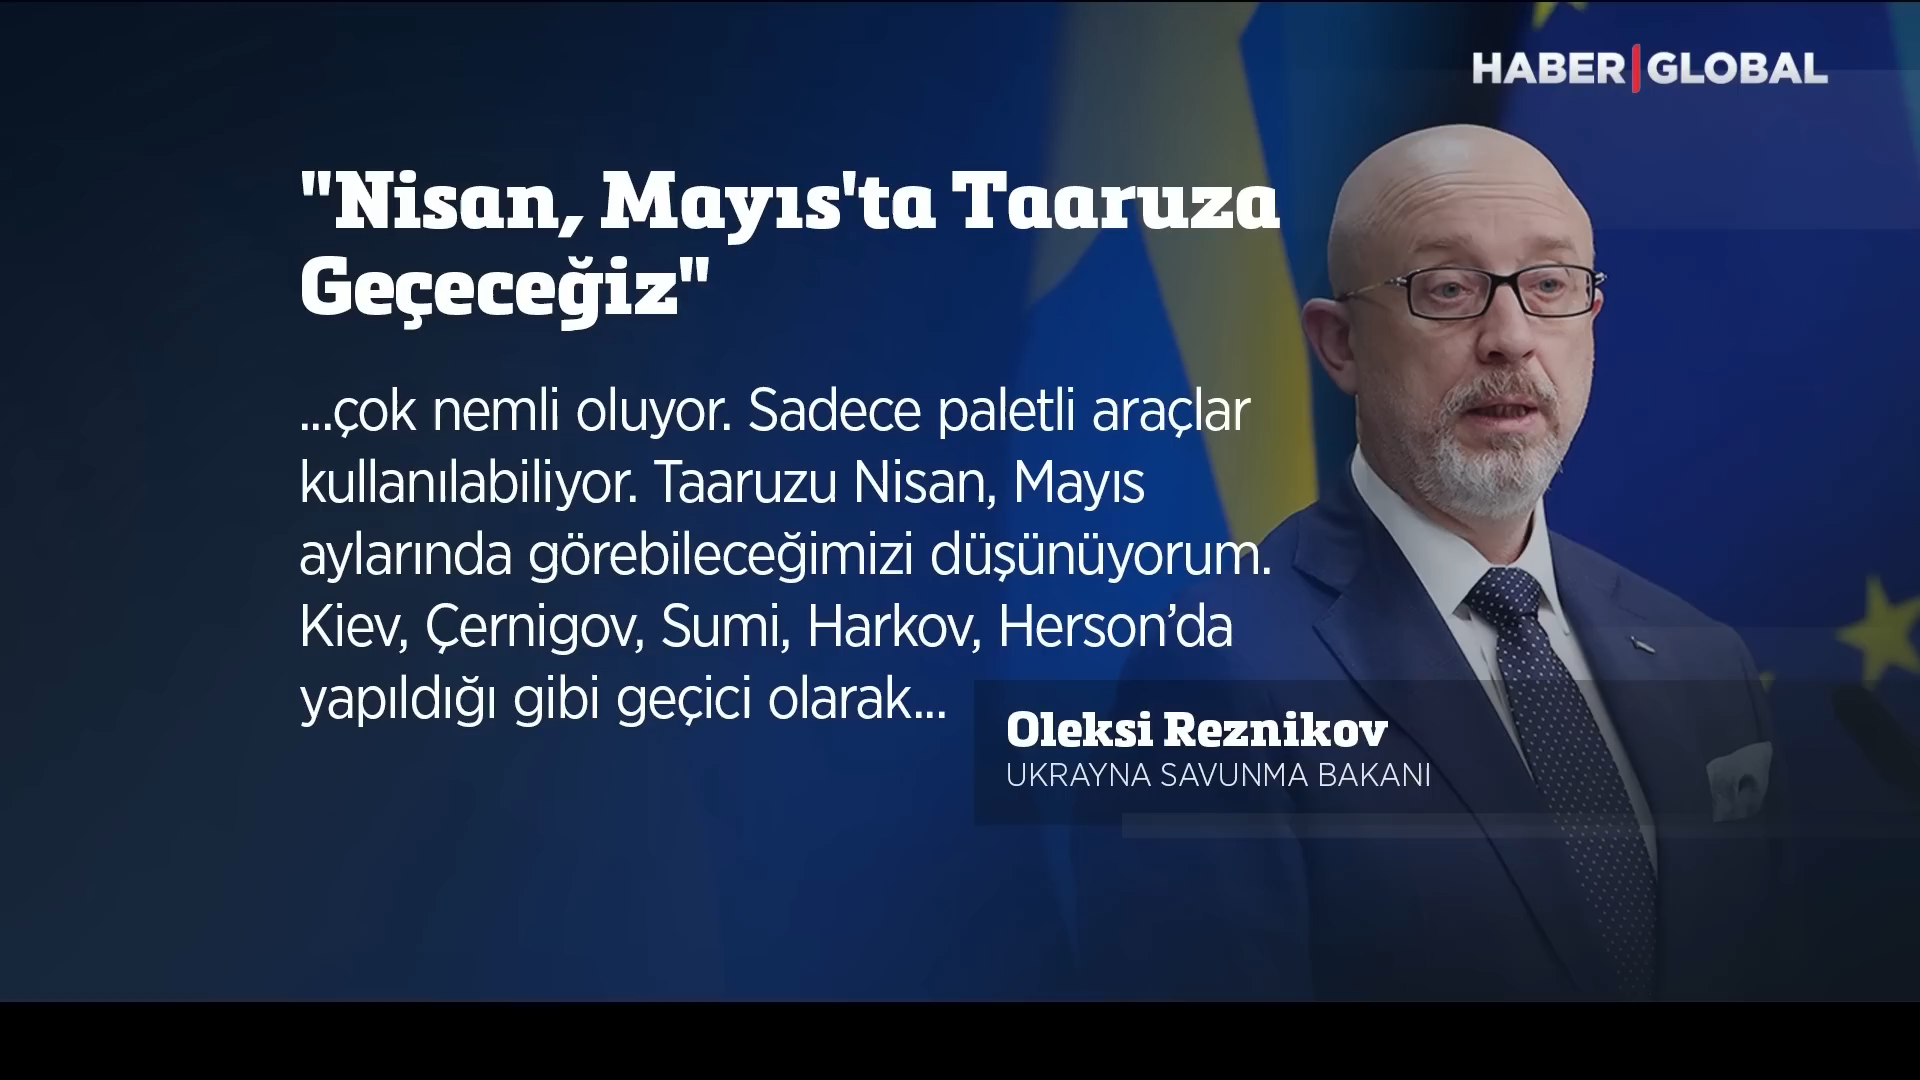 HABER|GLOBAL
"Nisan, Mayıs'ta Taaruza
Geçeceğiz"
...çok nemli oluyor. Sadece paletli araçlar
kullanılabiliyor. Taaruzu Nisan, Mayıs
aylarında görebileceğimizi düşünüyorum.
Kiev, Çernigov, Sumi, Harkov, Herson’da
yapıldığı gibi geçici olarak...
Oleksi Reznikov
UKRAYNA SAVUNMA BAKANI